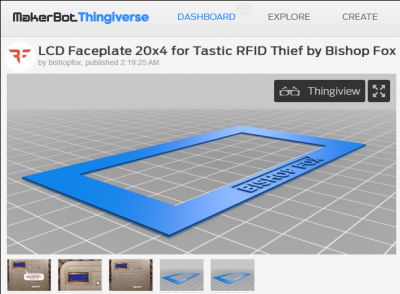 MakerBot Thingiverse DASHBOARD EXPLORE CREATE
LCD Faceplate 20x4 for Tastic RFID Thief by Bishop Fox
by bishopfox, published 2:19:25 AM
Thingiview
BISHOP FOX